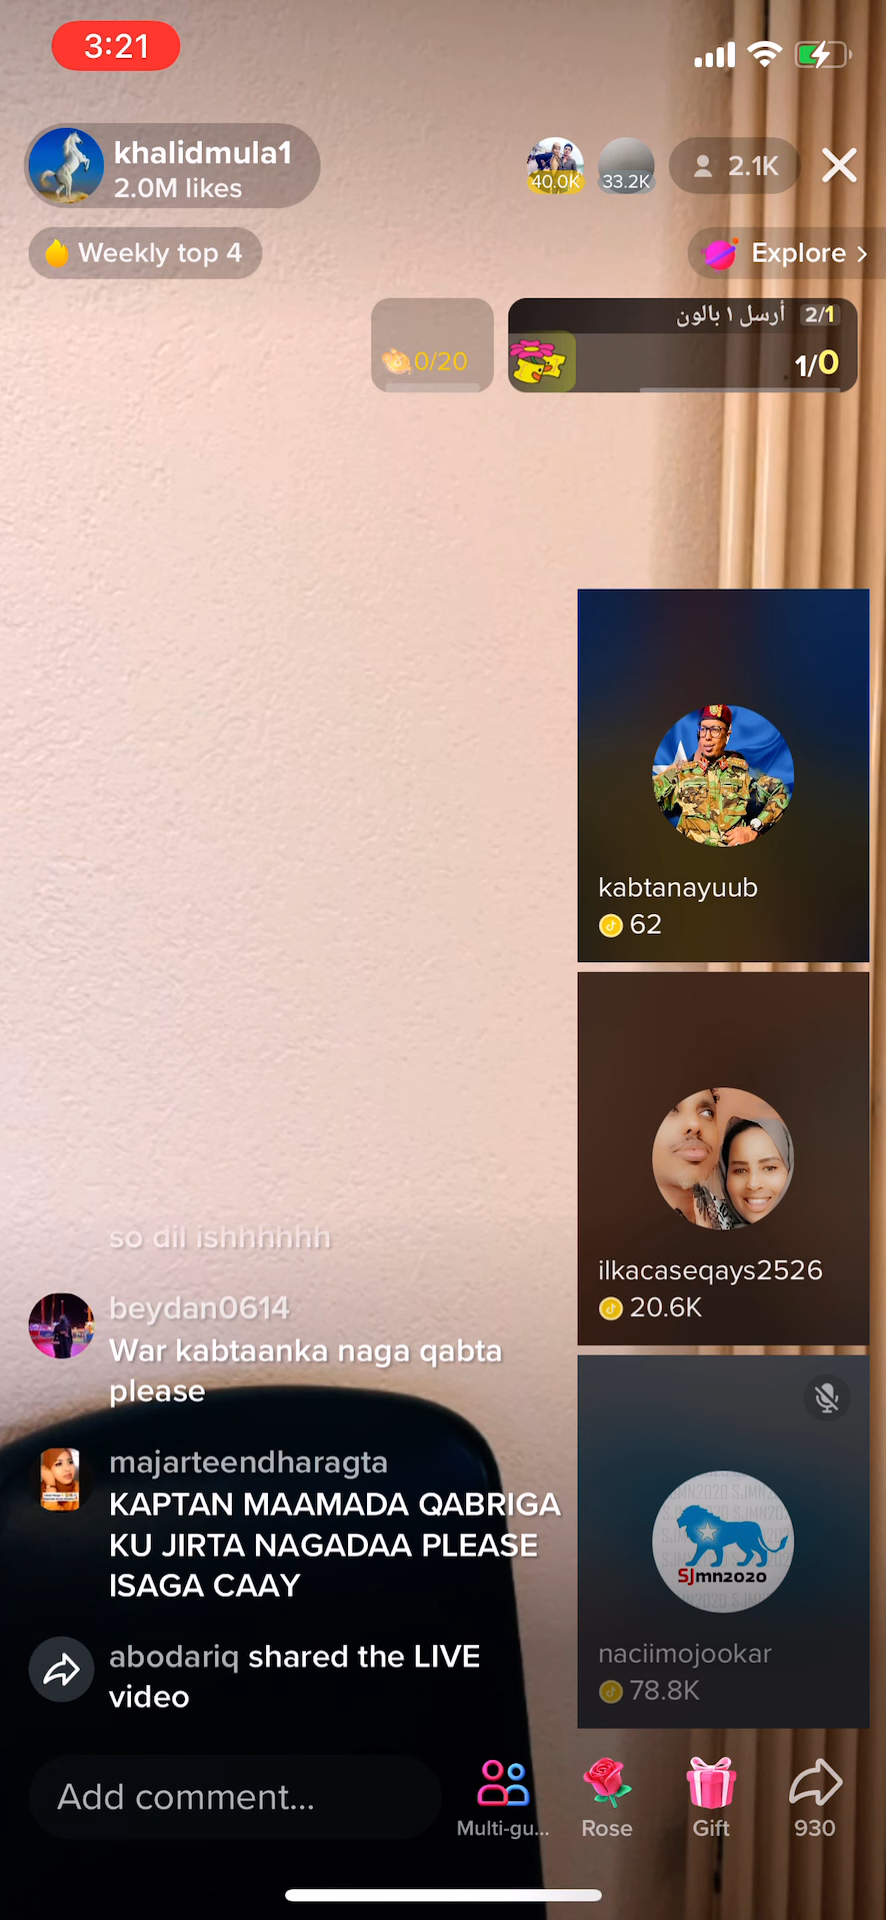 3:21
khalidmula1
2.0M likes
40.0K
33.2K
2.1K
Weekly top 4
Explore >
0/20
أرسل ١ بالون
2/1
1/0
kabtanayuub
62
ilkacaseqays2526
20.6K
SJmn2020
naciimojookar
78.8K
so dil ishhhhhh
beydan0614
War kabtaanka naga qabta
please
majarteendharagta
KAPTAN MAAMADA QABRIGA
KU JIRTA NAGADAA PLEASE
ISAGA CAAY
abodariq shared the LIVE
video
Add comment...
Multi-gu...
Rose
Gift
930